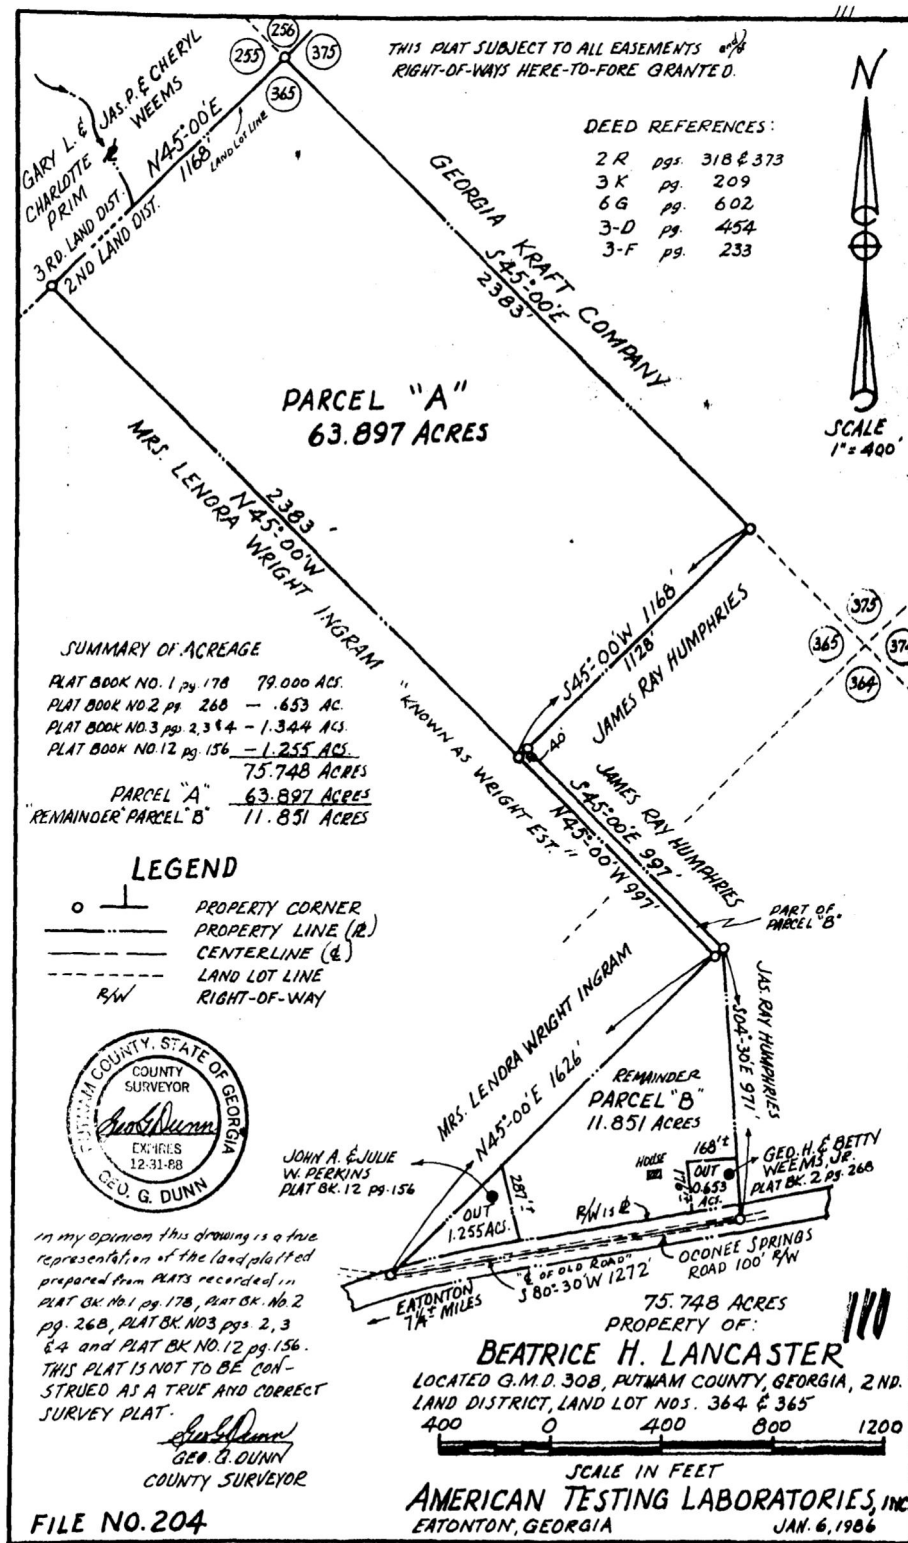 111
THIS PLAT SUBJECT TO ALL EASEMENTS and/or
RIGHT-OF-WAYS HERE-TO-FORE GRANTED.
256
255
375
365
GARY L. &
CHARLOTTE
PRIM
JAS. P. & CHERYL
WEEMS
N45°-00'E
1168'
LAND LOT LINE
3 RD. LAND DIST.
2 ND LAND DIST.
DEED REFERENCES:
2 R pgs. 318 & 373
3 K pg. 209
6 G pg. 602
3-D pg. 454
3-F pg. 233
N
SCALE
1" = 400'
GEORGIA KRAFT COMPANY
S45°-00'E
2383'
PARCEL "A"
63.897 ACRES
MRS. LENORA WRIGHT INGRAM
2383'
N45°-00'W
"KNOWN AS WRIGHT EST."
S45°-00'W 1168'
1128'
JAMES RAY HUMPHRIES
40'
375
365
374
364
SUMMARY OF ACREAGE
PLAT BOOK NO. 1 pg. 178 79.000 ACS.
PLAT BOOK NO. 2 pg. 268 — .653 AC.
PLAT BOOK NO. 3 pgs. 2,3 & 4 – 1.344 ACS.
PLAT BOOK NO. 12 pg. 156 – 1.255 ACS.
75.748 ACRES
PARCEL "A" 63.897 ACRES
"REMAINDER" PARCEL "B" 11.851 ACRES
JAMES RAY HUMPHRIES
S45°-00'E 997'
N45°-00'W 997'
PART OF
PARCEL "B"
LEGEND
PROPERTY CORNER
PROPERTY LINE (PL)
CENTERLINE (CL)
LAND LOT LINE
R/W RIGHT-OF-WAY
MRS. LENORA WRIGHT INGRAM
N45°-00'E 1626'
JAS. RAY HUMPHRIES
S04°-30'E 971'
REMAINDER
PARCEL "B"
11.851 ACRES
PUTNAM COUNTY, STATE OF GEORGIA
COUNTY
SURVEYOR
Geo G Dunn
EXPIRES
12-31-88
GEO. G. DUNN
JOHN A. & JULIE
W. PERKINS
PLAT BK. 12 pg. 156
OUT
1.255 ACS.
287'±
HOUSE
168'±
176'±
OUT
0.653
ACS.
GEO. H. & BETTY
WEEMS, JR.
PLAT BK. 2 pg. 268
R/W IS PL
"CL OF OLD ROAD"
S80°-30'W 1272'
OCONEE SPRINGS
ROAD 100' R/W
EATONTON
7¼± MILES
In my opinion this drawing is a true
representation of the land platted
prepared from PLATS recorded in
PLAT BK. NO. 1 pg. 178, PLAT BK. NO. 2
pg. 268, PLAT BK. NO3 pgs. 2, 3
& 4 and PLAT BK NO. 12 pg. 156.
THIS PLAT IS NOT TO BE CON-
STRUED AS A TRUE AND CORRECT
SURVEY PLAT.
Geo G Dunn
GEO. G. DUNN
COUNTY SURVEYOR
75.748 ACRES
PROPERTY OF:
110
BEATRICE H. LANCASTER
LOCATED G.M.D. 308, PUTNAM COUNTY, GEORGIA, 2 ND.
LAND DISTRICT, LAND LOT NOS. 364 & 365
400 0 400 800 1200
SCALE IN FEET
AMERICAN TESTING LABORATORIES, INC
EATONTON, GEORGIA JAN. 6, 1986
FILE NO. 204